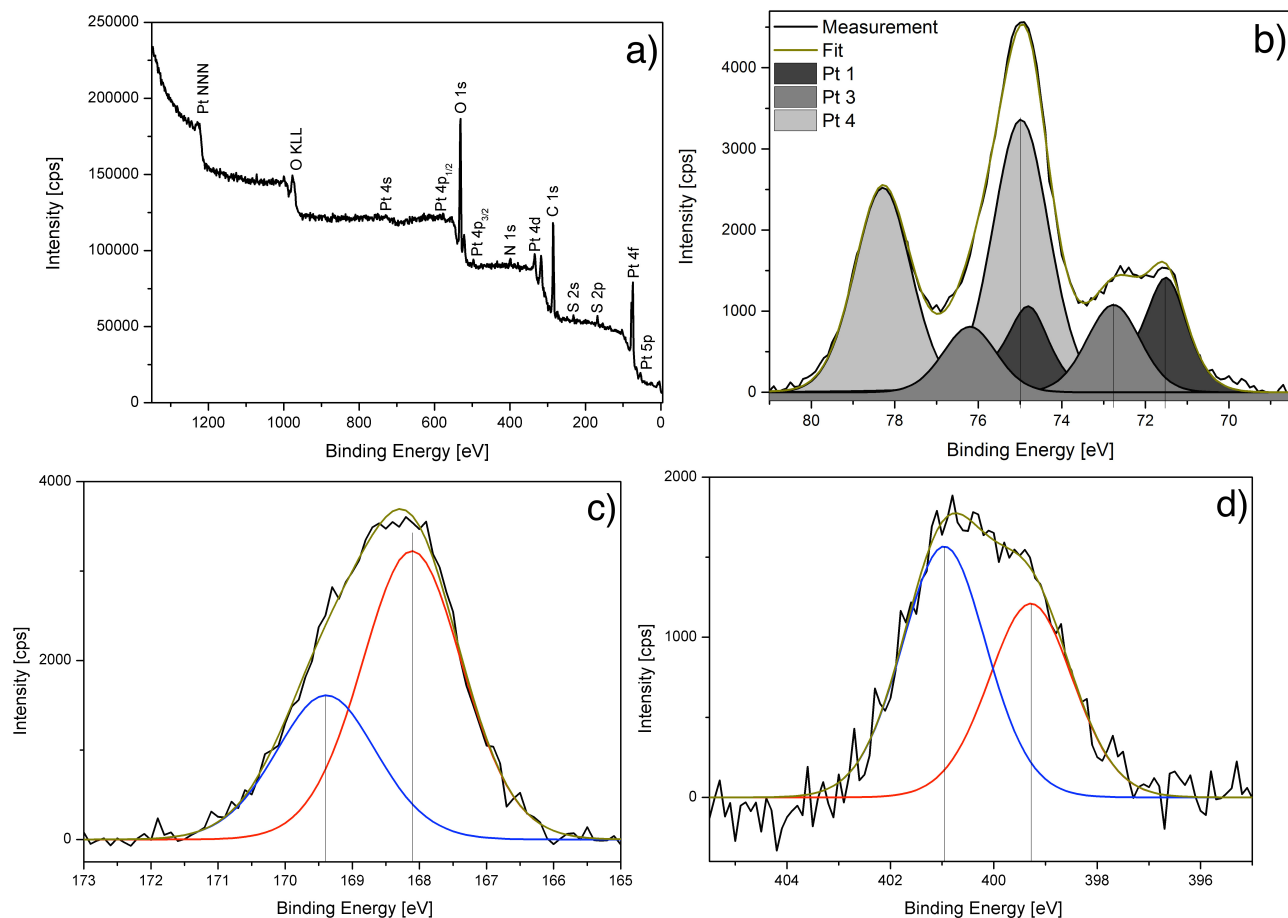 a)
250000
200000
150000
100000
50000
0
Intensity [cps]
Pt NNN
O KLL
Pt 4s
Pt 4p1/2
O 1s
Pt 4p3/2
N 1s
Pt 4d
C 1s
S 2s
S 2p
Pt 4f
Pt 5p
1200 1000 800 600 400 200 0
Binding Energy [eV]
b)
Measurement
Fit
Pt 1
Pt 3
Pt 4
4000
3000
2000
1000
0
Intensity [cps]
80 78 76 74 72 70
Binding Energy [eV]
c)
4000
2000
0
Intensity [cps]
173 172 171 170 169 168 167 166 165
Binding Energy [eV]
d)
2000
1000
0
Intensity [cps]
404 402 400 398 396
Binding Energy [eV]